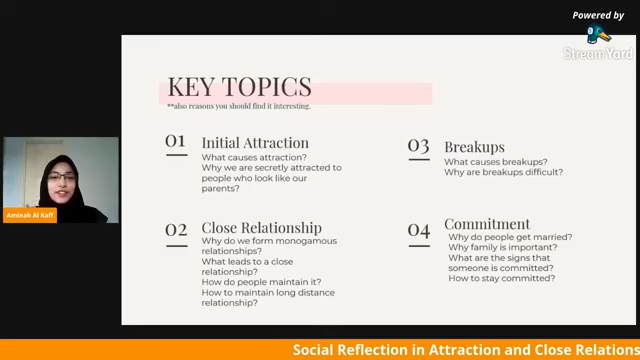 Powered by
StreamYard
KEY TOPICS
**also reasons you should find it interesting.
01
Initial Attraction
What causes attraction?
Why we are secretly attracted to
people who look like our
parents?
02
Close Relationship
Why do we form monogamous
relationships?
What leads to a close
relationship?
How do people maintain it?
How to maintain long distance
relationship?
03
Breakups
What causes breakups?
Why are breakups difficult?
04
Commitment
Why do people get married?
Why family is important?
What are the signs that
someone is committed?
How to stay committed?
Aminah Al Kaff
Social Reflection in Attraction and Close Relations